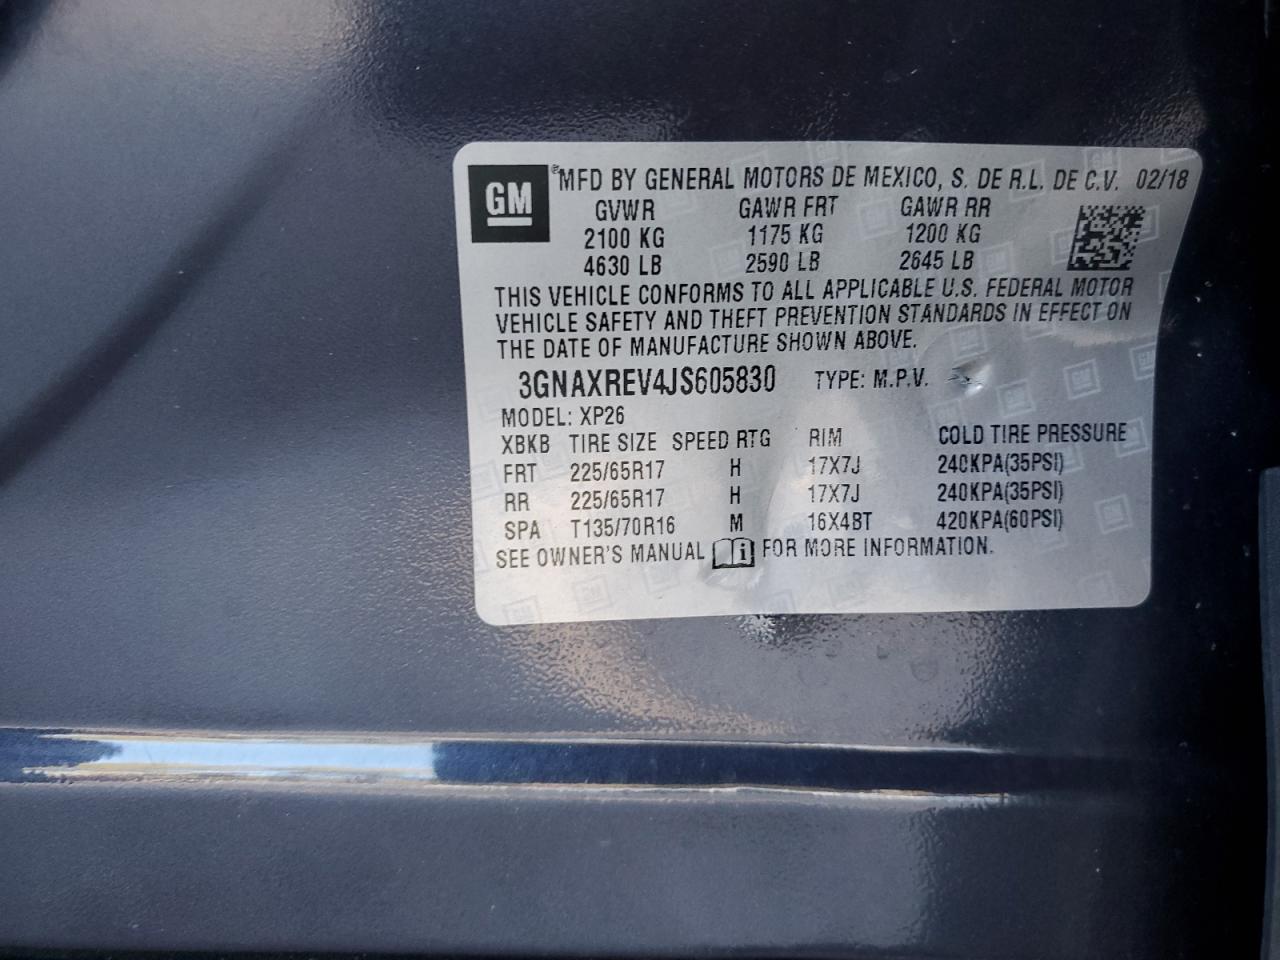 GM ® MFD BY GENERAL MOTORS DE MEXICO, S. DE R.L. DE C.V. 02/18
GVWR GAWR FRT GAWR RR
2100 KG 1175 KG 1200 KG
4630 LB 2590 LB 2645 LB
THIS VEHICLE CONFORMS TO ALL APPLICABLE U.S. FEDERAL MOTOR
VEHICLE SAFETY AND THEFT PREVENTION STANDARDS IN EFFECT ON
THE DATE OF MANUFACTURE SHOWN ABOVE.
3GNAXREV4JS605830 TYPE: M.P.V.
MODEL: XP26
XBKB TIRE SIZE SPEED RTG RIM COLD TIRE PRESSURE
FRT 225/65R17 H 17X7J 240KPA(35PSI)
RR 225/65R17 H 17X7J 240KPA(35PSI)
SPA T135/70R16 M 16X4BT 420KPA(60PSI)
SEE OWNER'S MANUAL i FOR MORE INFORMATION.